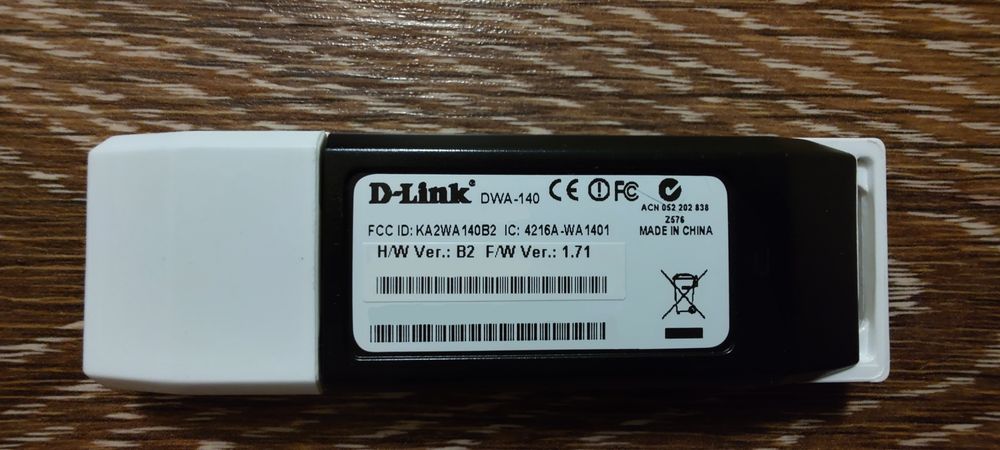 D-Link® DWA-140 CE FC
ACN 052 202 838
Z576
FCC ID: KA2WA140B2 IC: 4216A-WA1401 MADE IN CHINA
H/W Ver.: B2 F/W Ver.: 1.71